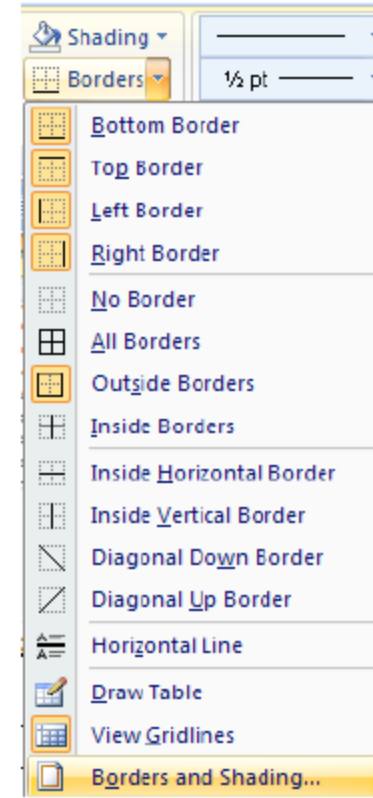 Shading
Borders
½ pt
Bottom Border
Top Border
Left Border
Right Border
No Border
All Borders
Outside Borders
Inside Borders
Inside Horizontal Border
Inside Vertical Border
Diagonal Down Border
Diagonal Up Border
Horizontal Line
Draw Table
View Gridlines
Borders and Shading...